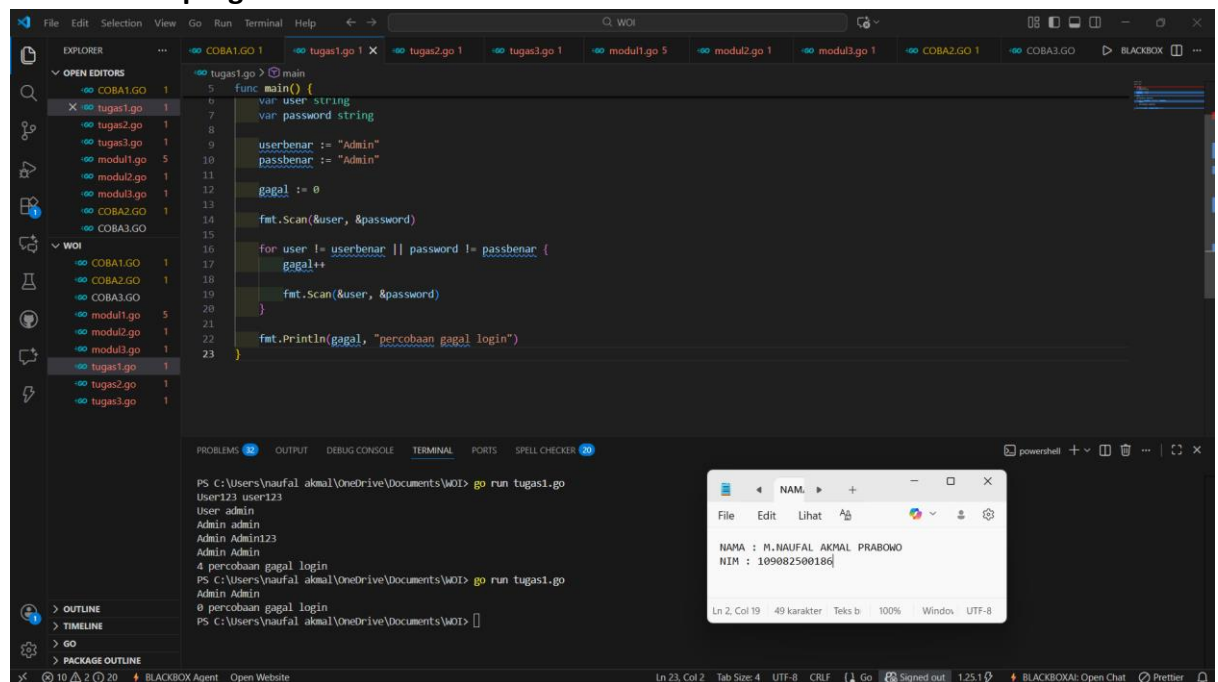 File Edit Selection View Go Run Terminal Help
WOI
EXPLORER
COBA1.GO 1
tugas1.go 1
tugas2.go 1
tugas3.go 1
modul1.go 5
modul2.go 1
modul3.go 1
COBA2.GO 1
COBA3.GO
BLACKBOX
OPEN EDITORS
COBA1.GO 1
tugas1.go 1
tugas2.go 1
tugas3.go 1
modul1.go 5
modul2.go 1
modul3.go 1
COBA2.GO 1
COBA3.GO
WOI
COBA1.GO 1
COBA2.GO 1
COBA3.GO
modul1.go 5
modul2.go 1
modul3.go 1
tugas1.go 1
tugas2.go 1
tugas3.go 1
OUTLINE
TIMELINE
GO
PACKAGE OUTLINE
tugas1.go > main
5 func main() {
6 var user string
7 var password string
8
9 userbenar := "Admin"
10 passbenar := "Admin"
11
12 gagal := 0
13
14 fmt.Scan(&user, &password)
15
16 for user != userbenar || password != passbenar {
17 gagal++
18
19 fmt.Scan(&user, &password)
20 }
21
22 fmt.Println(gagal, "percobaan gagal login")
23 }
PROBLEMS 32 OUTPUT DEBUG CONSOLE TERMINAL PORTS SPELL CHECKER 20
powershell
PS C:\Users\naufal akmal\OneDrive\Documents\WOI> go run tugas1.go
User123 user123
User admin
Admin admin
Admin Admin123
Admin Admin
4 percobaan gagal login
PS C:\Users\naufal akmal\OneDrive\Documents\WOI> go run tugas1.go
Admin Admin
0 percobaan gagal login
PS C:\Users\naufal akmal\OneDrive\Documents\WOI>
NAM.
File Edit Lihat
NAMA : M.NAUFAL AKMAL PRABOWO
NIM : 109082500186
Ln 2, Col 19 49 karakter Teks b 100% Windov UTF-8
10 2 20 BLACKBOX Agent Open Website
Ln 23, Col 2 Tab Size: 4 UTF-8 CRLF Go Signed out 1.25.1 BLACKBOXAI: Open Chat Prettier